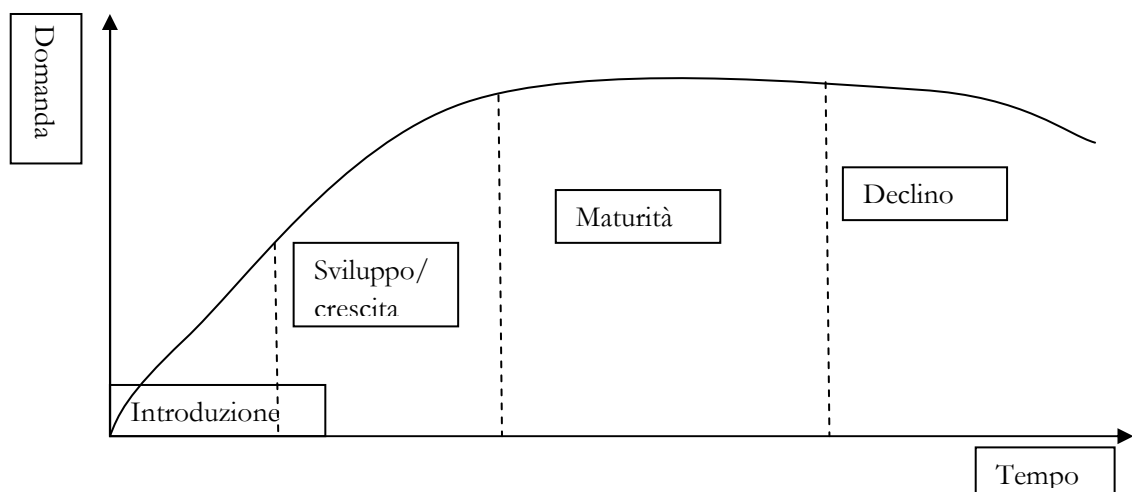 Domanda
Declino
Maturità
Sviluppo/
crescita
Introduzione
Tempo